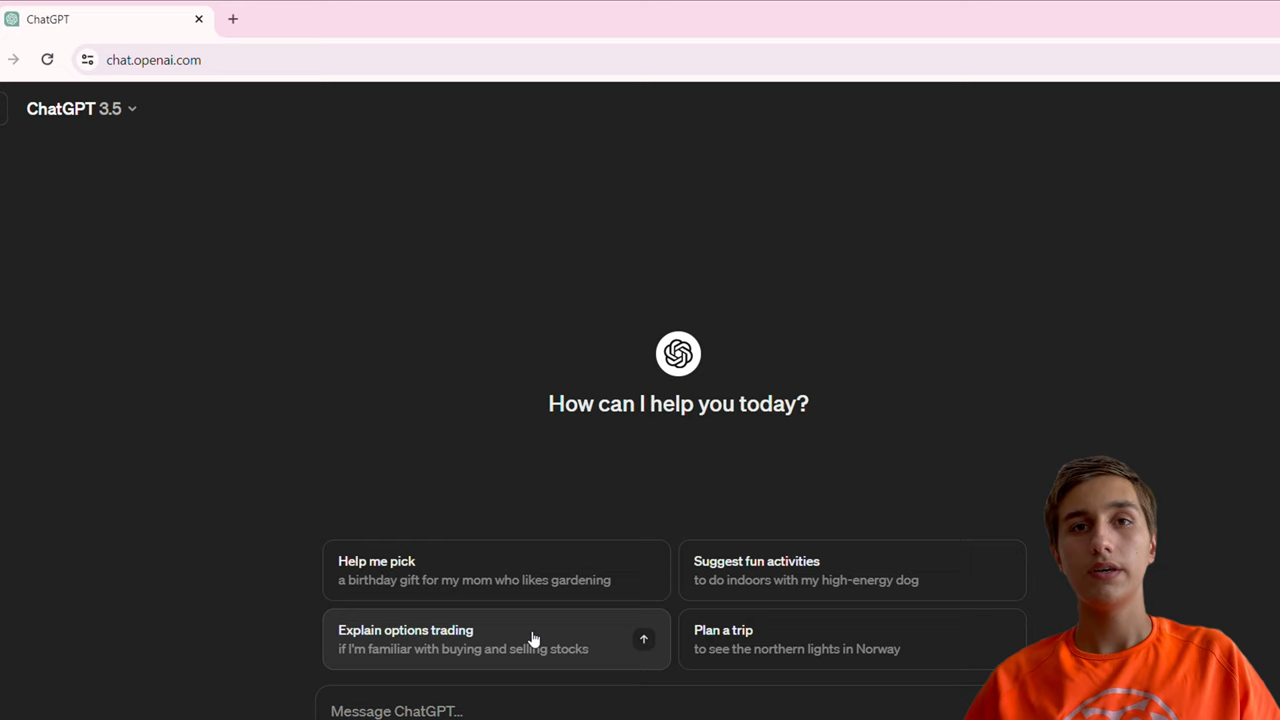 ChatGPT
chat.openai.com
ChatGPT 3.5
How can I help you today?
Help me pick
a birthday gift for my mom who likes gardening
Suggest fun activities
to do indoors with my high-energy dog
Explain options trading
if I'm familiar with buying and selling stocks
Plan a trip
to see the northern lights in Norway
Message ChatGPT...